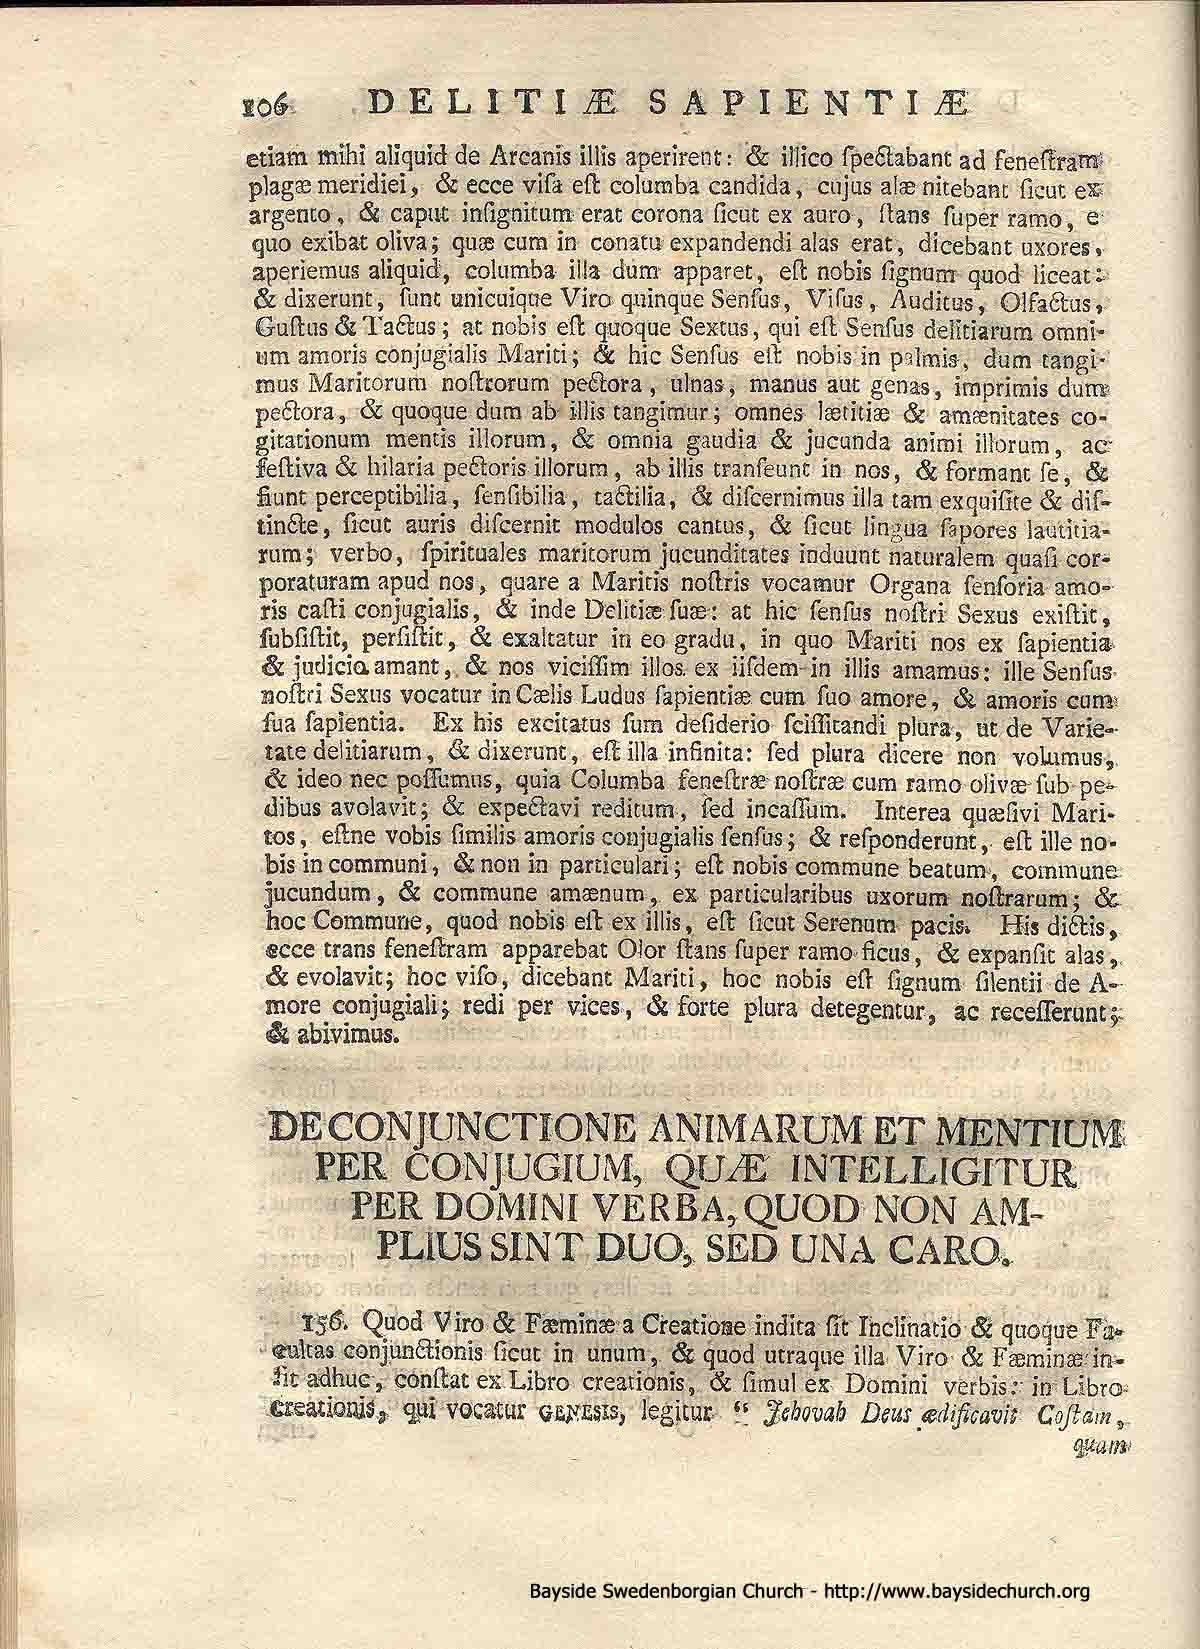 106 DELITIÆ SAPIENTIÆ
etiam mihi aliquid de Arcanis illis aperirent: & illico ſpectabant ad feneſtram
plagæ meridiei, & ecce viſa eſt columba candida, cujus alæ nitebant ſicut ex
argento, & caput inſignitum erat corona ſicut ex auro, ſtans ſuper ramo, e
quo exibat oliva; quæ cum in conatu expandendi alas erat, dicebant uxores,
aperiemus aliquid, columba illa dum apparet, eſt nobis ſignum quod liceat:
& dixerunt, ſunt unicuique Viro quinque Senſus, Viſus, Auditus, Olfactus,
Guſtus & Tactus; at nobis eſt quoque Sextus, qui eſt Senſus delitiarum omni-
um amoris conjugialis Mariti; & hic Senſus eſt nobis in palmis, dum tangi-
mus Maritorum noſtrorum pectora, ulnas, manus aut genas, imprimis dum
pectora, & quoque dum ab illis tangimur; omnes lætitiæ & amænitates co-
gitationum mentis illorum, & omnia gaudia & jucunda animi illorum, ac
feſtiva & hilaria pectoris illorum, ab illis tranſeunt in nos, & formant ſe, &
fiunt perceptibilia, ſenſibilia, tactilia, & diſcernimus illa tam exquiſite & diſ-
tincte, ſicut auris diſcernit modulos cantus, & ſicut lingua ſapores lautitia-
rum; verbo, ſpirituales maritorum jucunditates induunt naturalem quaſi cor-
poraturam apud nos, quare a Maritis noſtris vocamur Organa ſenſoria amo-
ris caſti conjugialis, & inde Delitiæ ſuæ: at hic ſenſus noſtri Sexus exiſtit,
ſubſiſtit, perſiſtit, & exaltatur in eo gradu, in quo Mariti nos ex ſapientia
& judicio amant, & nos viciſſim illos ex iiſdem in illis amamus: ille Senſus
noſtri Sexus vocatur in Cælis Ludus ſapientiæ cum ſuo amore, & amoris cum
ſua ſapientia. Ex his excitatus ſum deſiderio ſciſſitandi plura, ut de Varie-
tate delitiarum, & dixerunt, eſt illa infinita: ſed plura dicere non volumus,
& ideo nec poſſumus, quia Columba feneſtræ noſtræ cum ramo olivæ ſub pe-
dibus avolavit; & expectavi reditum, ſed incaſſum. Interea quæſivi Mari-
tos, eſtne vobis ſimilis amoris conjugialis ſenſus; & reſponderunt, eſt ille no-
bis in communi, & non in particulari; eſt nobis commune beatum, commune
jucundum, & commune amænum, ex particularibus uxorum noſtrarum; &
hoc Commune, quod nobis eſt ex illis, eſt ſicut Serenum pacis. His dictis,
ecce trans feneſtram apparebat Olor ſtans ſuper ramo ficus, & expanſit alas,
& evolavit; hoc viſo, dicebant Mariti, hoc nobis eſt ſignum ſilentii de A-
more conjugiali; redi per vices, & forte plura detegentur, ac receſſerunt;
& abivimus.
DE CONJUNCTIONE ANIMARUM ET MENTIUM
PER CONJUGIUM, QUÆ INTELLIGITUR
PER DOMINI VERBA, QUOD NON AM-
PLIUS SINT DUO, SED UNA CARO.
156. Quod Viro & Fæminæ a Creatione indita ſit Inclinatio & quoque Fa-
cultas conjunctionis ſicut in unum, & quod utraque illa Viro & Fæminæ in-
ſit adhuc, conſtat ex Libro creationis, & ſimul ex Domini verbis: in Libro
Creationis, qui vocatur GENESIS, legitur “ Jehovah Deus ædificavit Coſtam,
quam
Bayside Swedenborgian Church - http://www.baysidechurch.org